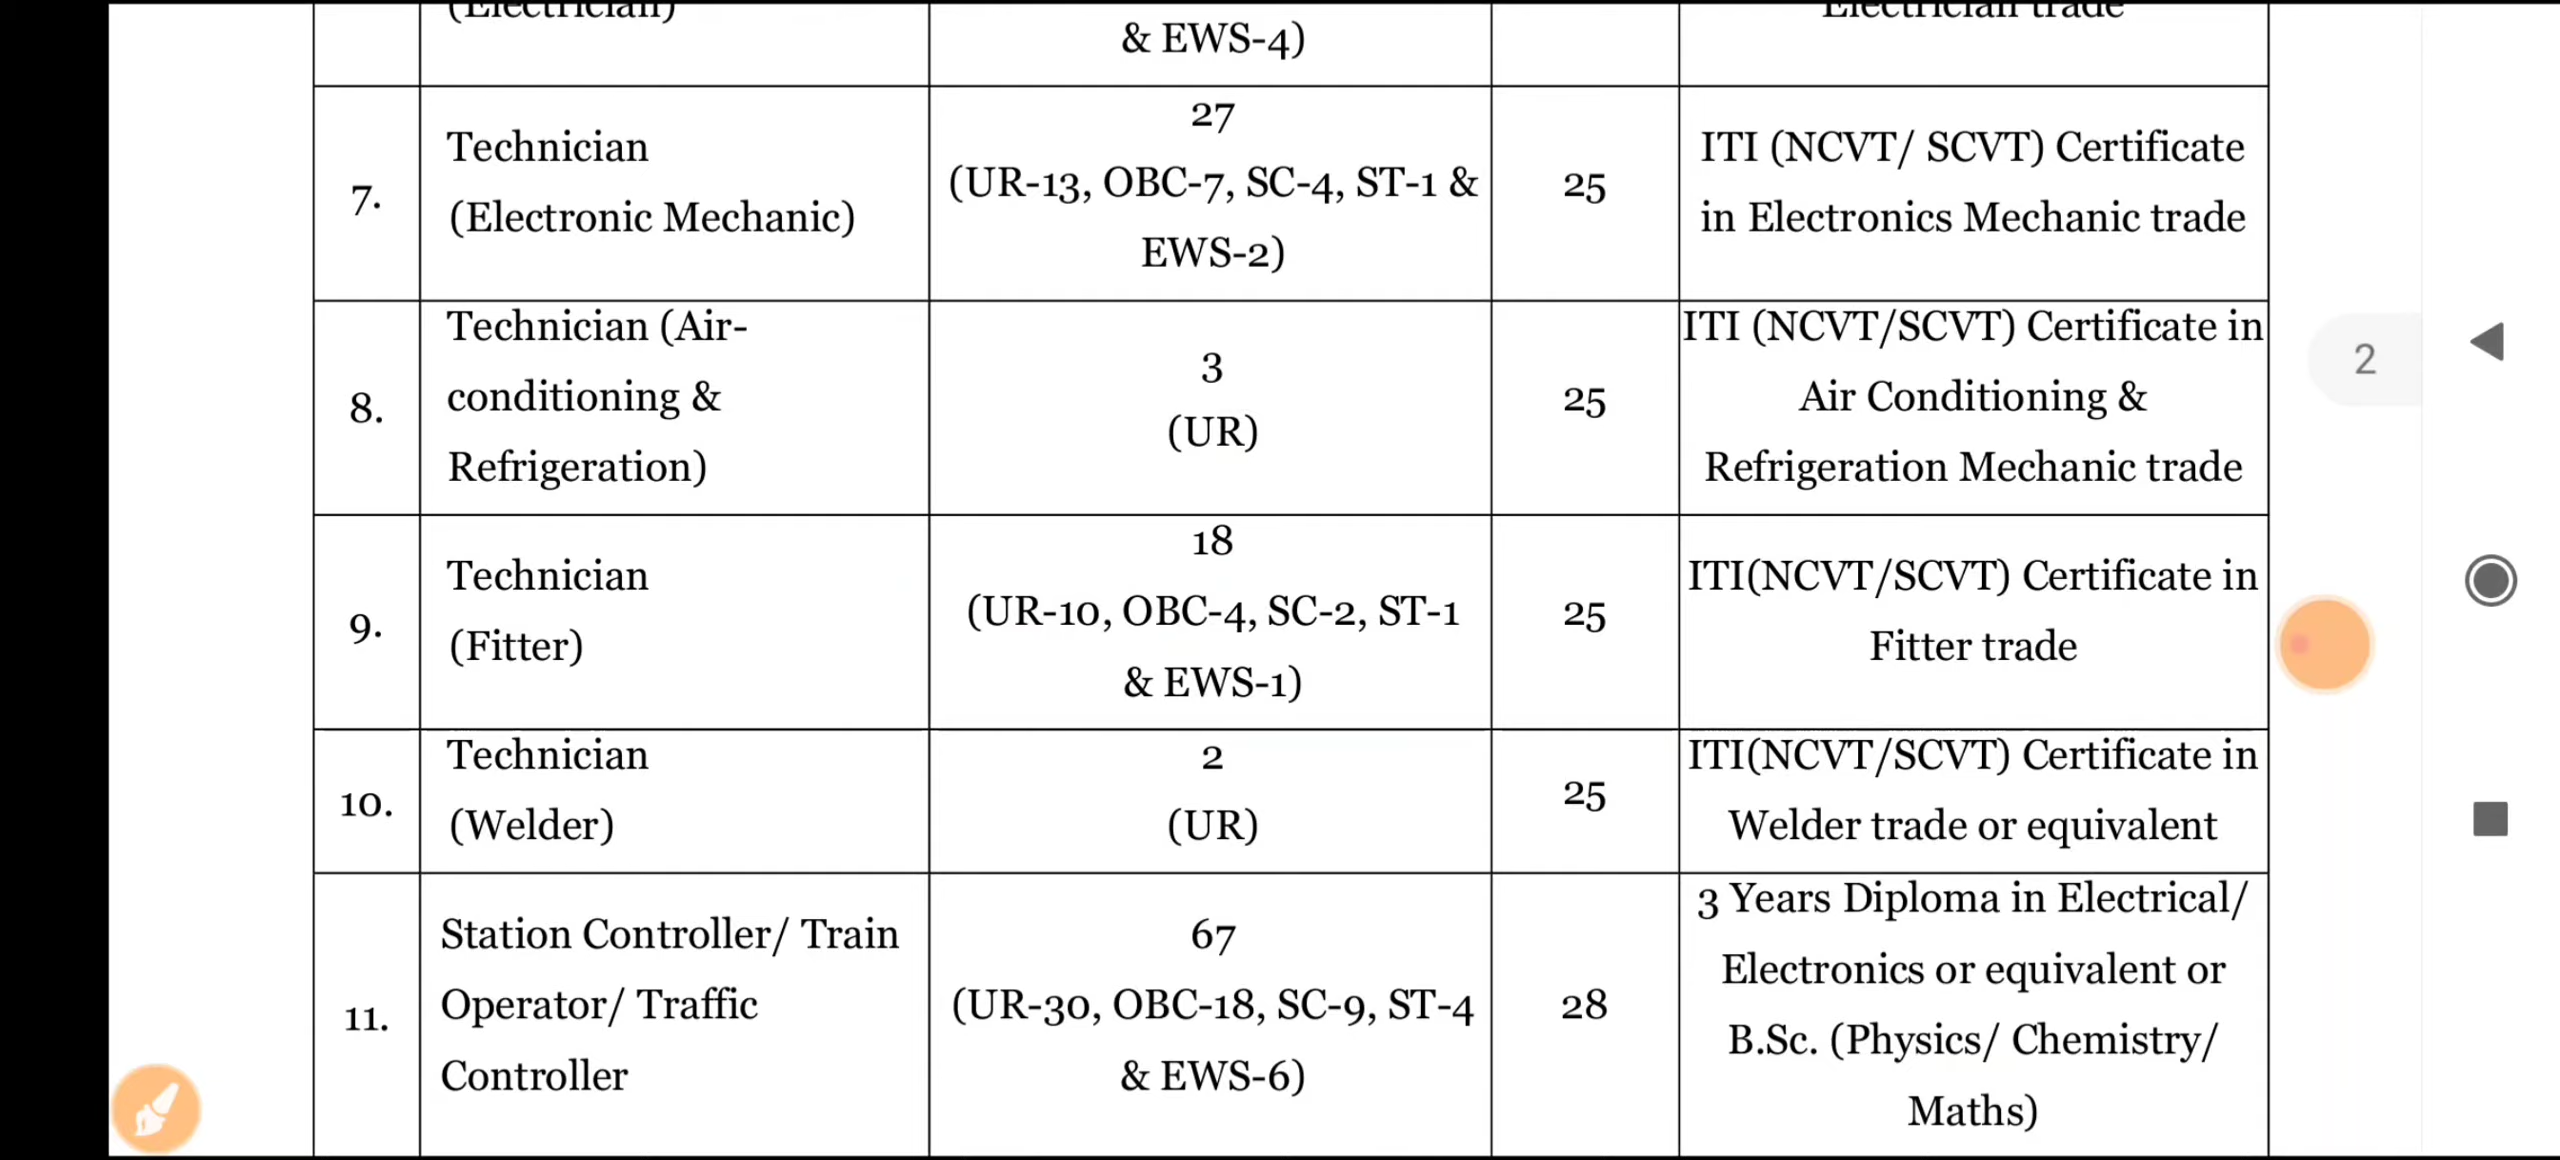 (Electrician)
& EWS-4)
Electrician trade
7.
Technician
(Electronic Mechanic)
27
(UR-13, OBC-7, SC-4, ST-1 &
EWS-2)
25
ITI (NCVT/ SCVT) Certificate
in Electronics Mechanic trade
8.
Technician (Air-
conditioning &
Refrigeration)
3
(UR)
25
ITI (NCVT/SCVT) Certificate in
Air Conditioning &
Refrigeration Mechanic trade
9.
Technician
(Fitter)
18
(UR-10, OBC-4, SC-2, ST-1
& EWS-1)
25
ITI(NCVT/SCVT) Certificate in
Fitter trade
10.
Technician
(Welder)
2
(UR)
25
ITI(NCVT/SCVT) Certificate in
Welder trade or equivalent
11.
Station Controller/ Train
Operator/ Traffic
Controller
67
(UR-30, OBC-18, SC-9, ST-4
& EWS-6)
28
3 Years Diploma in Electrical/
Electronics or equivalent or
B.Sc. (Physics/ Chemistry/
Maths)
2